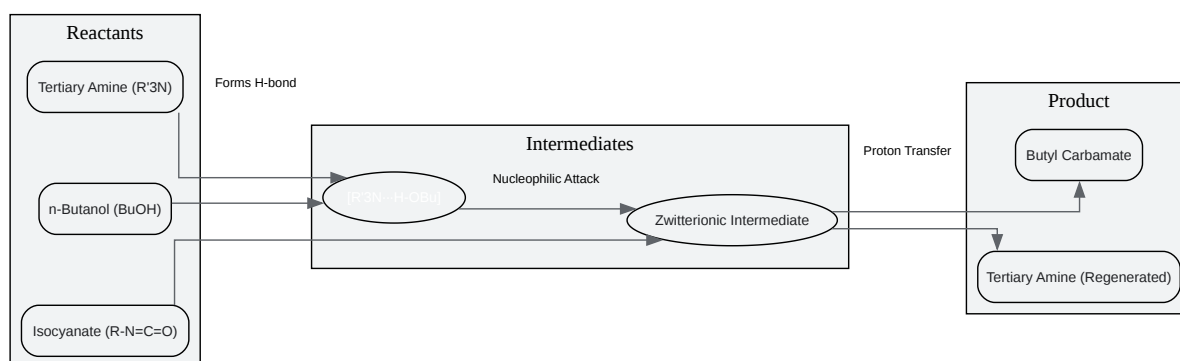 Reactants
Tertiary Amine (R'3N)
Forms H-bond
n-Butanol (BuOH)
Isocyanate (R-N=C=O)
Intermediates
[R'3N---H-OBu]
Nucleophilic Attack
Zwitterionic Intermediate
Proton Transfer
Product
Butyl Carbamate
Tertiary Amine (Regenerated)